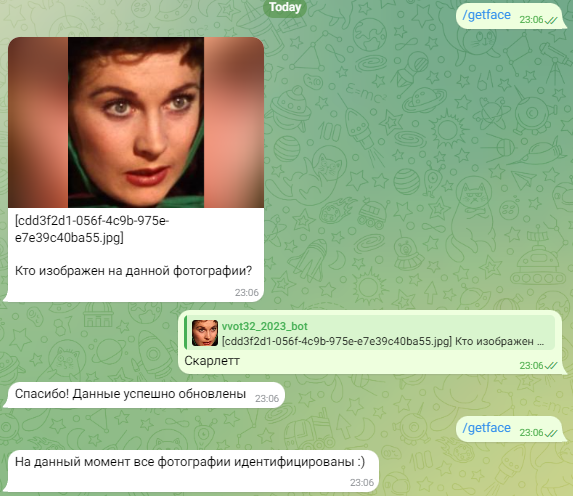 Today
/getface 23:06
[cdd3f2d1-056f-4c9b-975e-
e7e39c40ba55.jpg]
Кто изображен на данной фотографии?
23:06
vvot32_2023_bot
[cdd3f2d1-056f-4c9b-975e-e7e39c40ba55.jpg] Кто изображен ...
Скарлетт 23:06
Спасибо! Данные успешно обновлены 23:06
/getface 23:06
На данный момент все фотографии идентифицированы :)
23:06